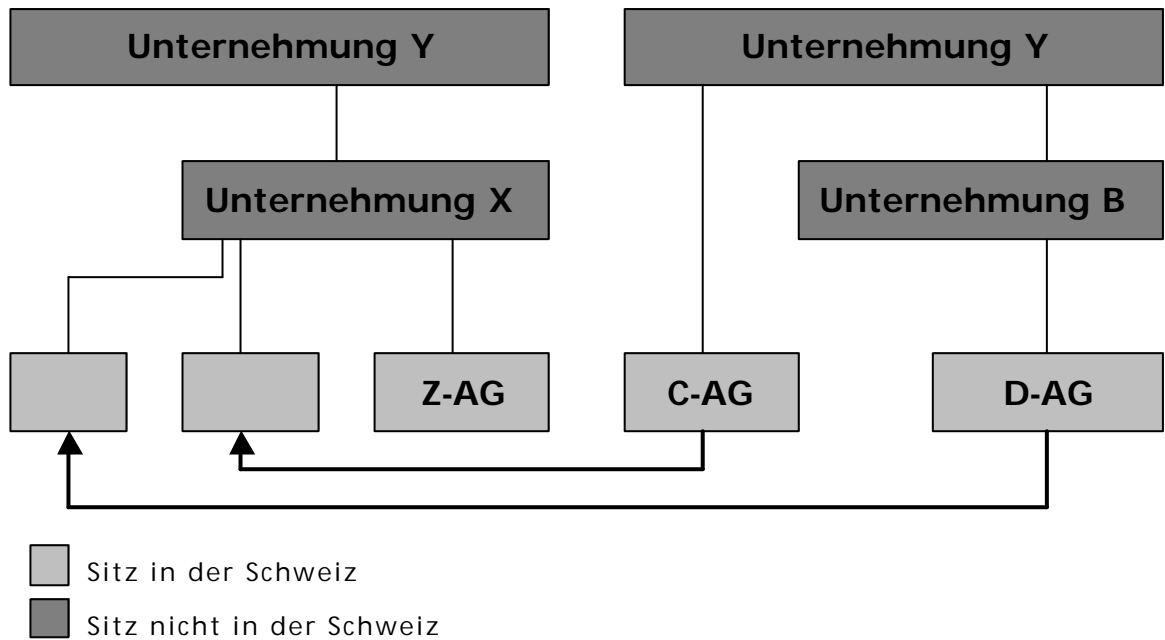 Unternehmung Y
Unternehmung Y
Unternehmung X
Unternehmung B
Z-AG
C-AG
D-AG
Sitz in der Schweiz
Sitz nicht in der Schweiz